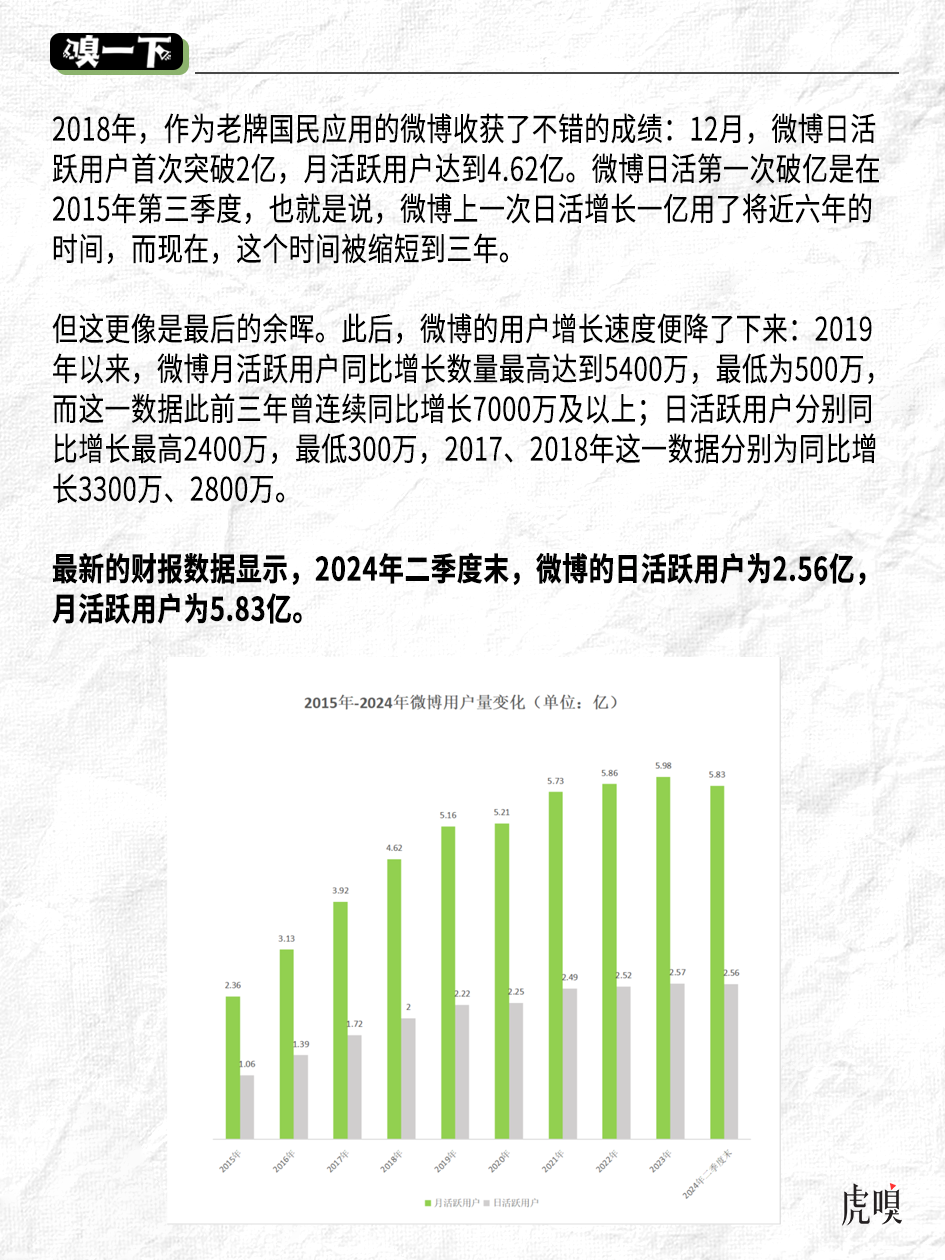 嗅一下
2018年，作为老牌国民应用的微博收获了不错的成绩：12月，微博日活
跃用户首次突破2亿，月活跃用户达到4.62亿。微博日活第一次破亿是在
2015年第三季度，也就是说，微博上一次日活增长一亿用了将近六年的
时间，而现在，这个时间被缩短到三年。
但这更像是最后的余晖。此后，微博的用户增长速度便降了下来：2019
年以来，微博月活跃用户同比增长数量最高达到5400万，最低为500万，
而这一数据此前三年曾连续同比增长7000万及以上；日活跃用户分别同
比增长最高2400万，最低300万，2017、2018年这一数据分别为同比增
长3300万、2800万。
最新的财报数据显示，2024年二季度末，微博的日活跃用户为2.56亿，
月活跃用户为5.83亿。
2015年-2024年微博用户量变化（单位：亿）
2.36
1.06
3.13
1.39
3.92
1.72
4.62
2
5.16
2.22
5.21
2.25
5.73
2.49
5.86
2.52
5.98
2.57
5.83
2.56
2015年
2016年
2017年
2018年
2019年
2020年
2021年
2022年
2023年
2024年二季度末
月活跃用户 日活跃用户
虎嗅